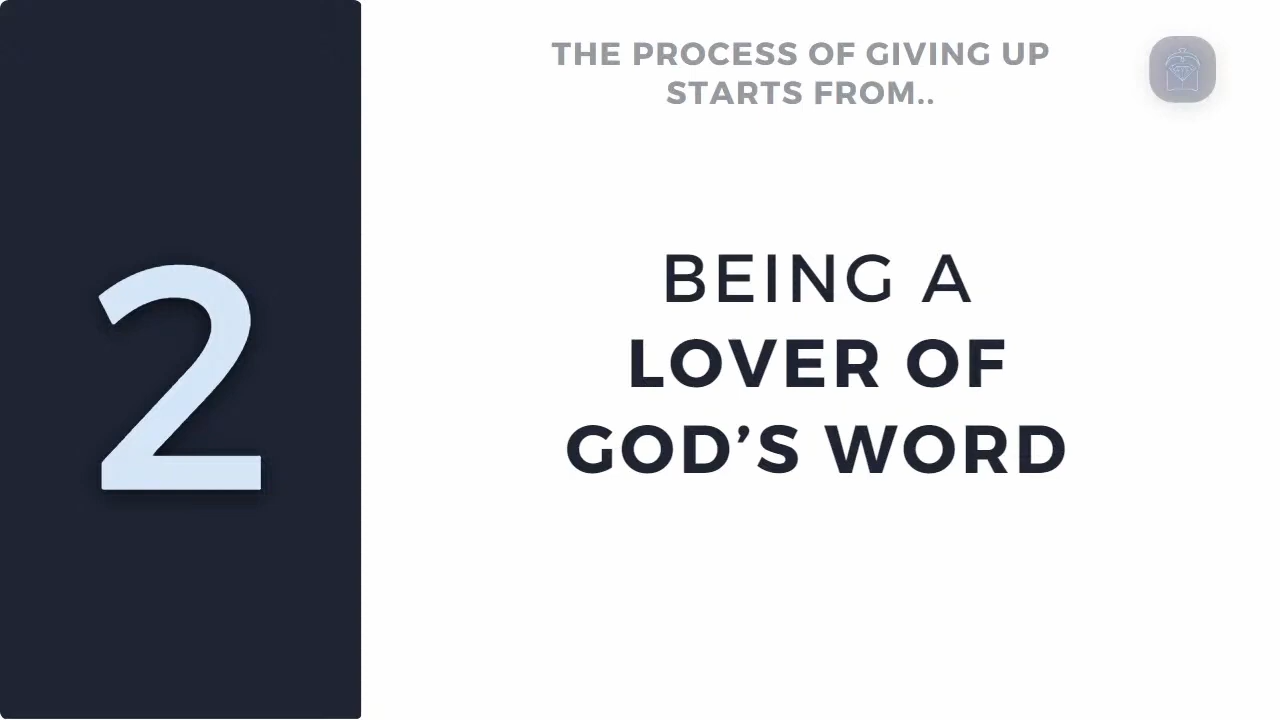 2
THE PROCESS OF GIVING UP
STARTS FROM..
BEING A
LOVER OF
GOD’S WORD